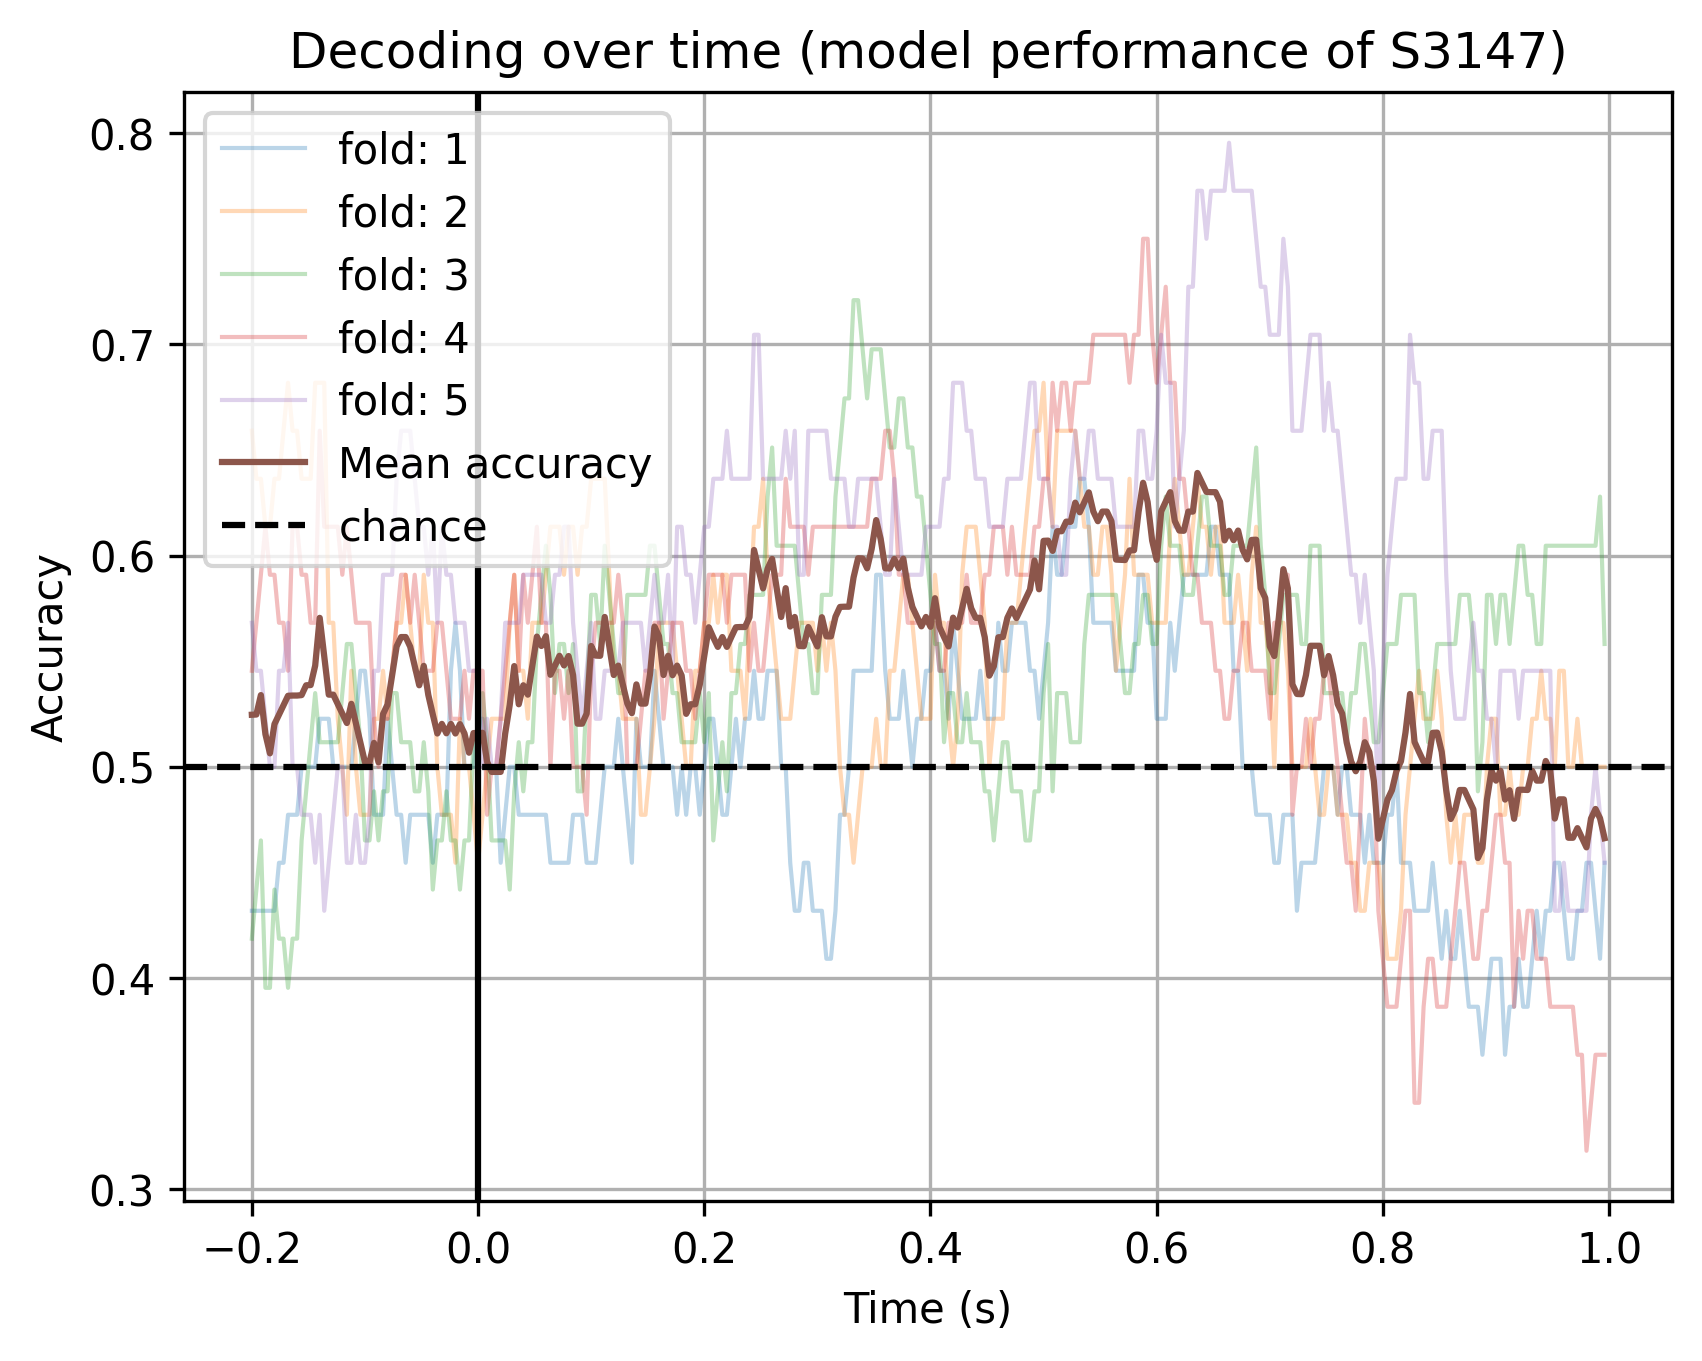 Decoding over time (model performance of S3147)
Accuracy
0.8
0.7
0.6
0.5
0.4
0.3
fold: 1
fold: 2
fold: 3
fold: 4
fold: 5
Mean accuracy
chance
−0.2 0.0 0.2 0.4 0.6 0.8 1.0
Time (s)